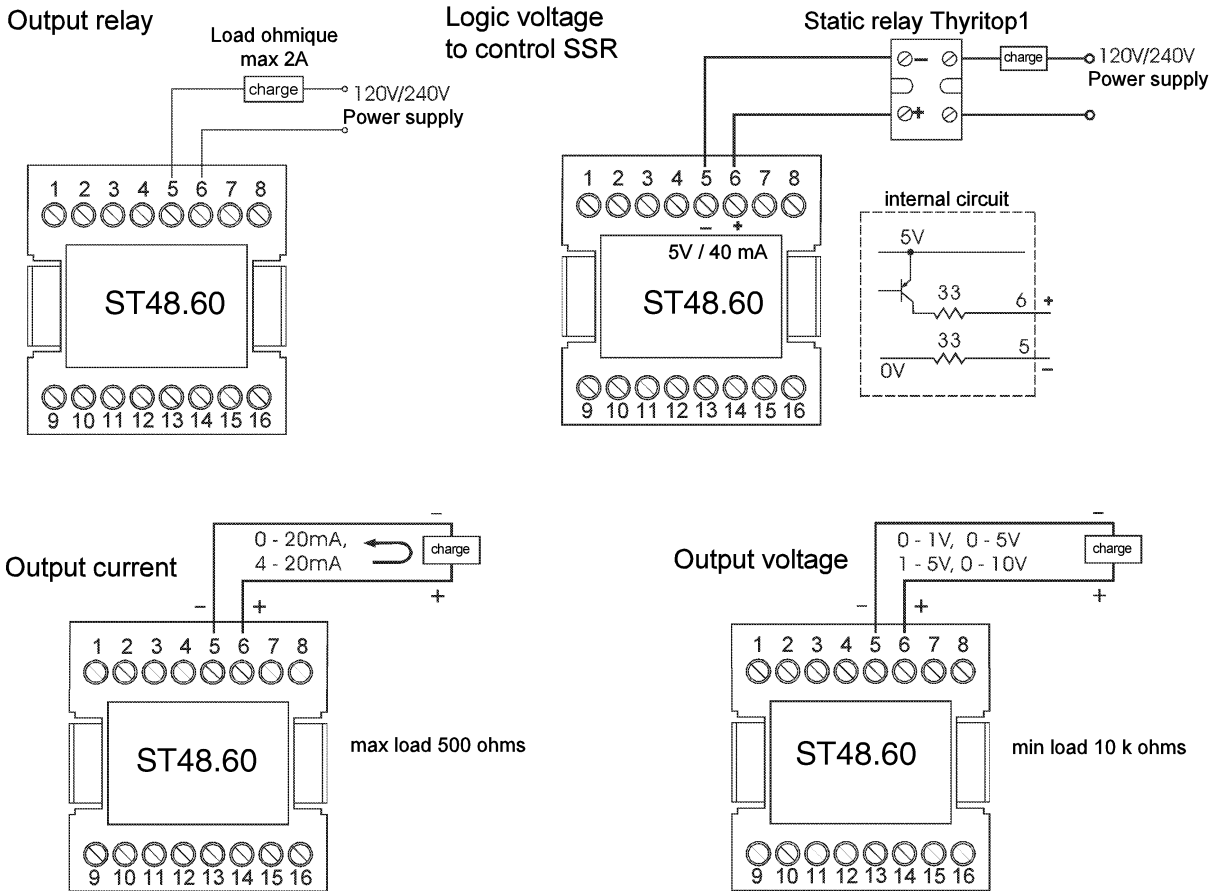 Output relay
Load ohmique
max 2A
charge
120V/240V
Power supply
1 2 3 4 5 6 7 8
ST48.60
9 10 11 12 13 14 15 16
Logic voltage
to control SSR
Static relay Thyritop1
−
+
charge
120V/240V
Power supply
1 2 3 4 5 6 7 8
− +
5V / 40 mA
ST48.60
9 10 11 12 13 14 15 16
internal circuit
5V
33
6 +
33
5
0V
−
Output current
0 - 20mA,
4 - 20mA
−
charge
+
− +
1 2 3 4 5 6 7 8
ST48.60
max load 500 ohms
9 10 11 12 13 14 15 16
Output voltage
0 - 1V, 0 - 5V
1 - 5V, 0 - 10V
−
charge
+
− +
1 2 3 4 5 6 7 8
ST48.60
min load 10 k ohms
9 10 11 12 13 14 15 16